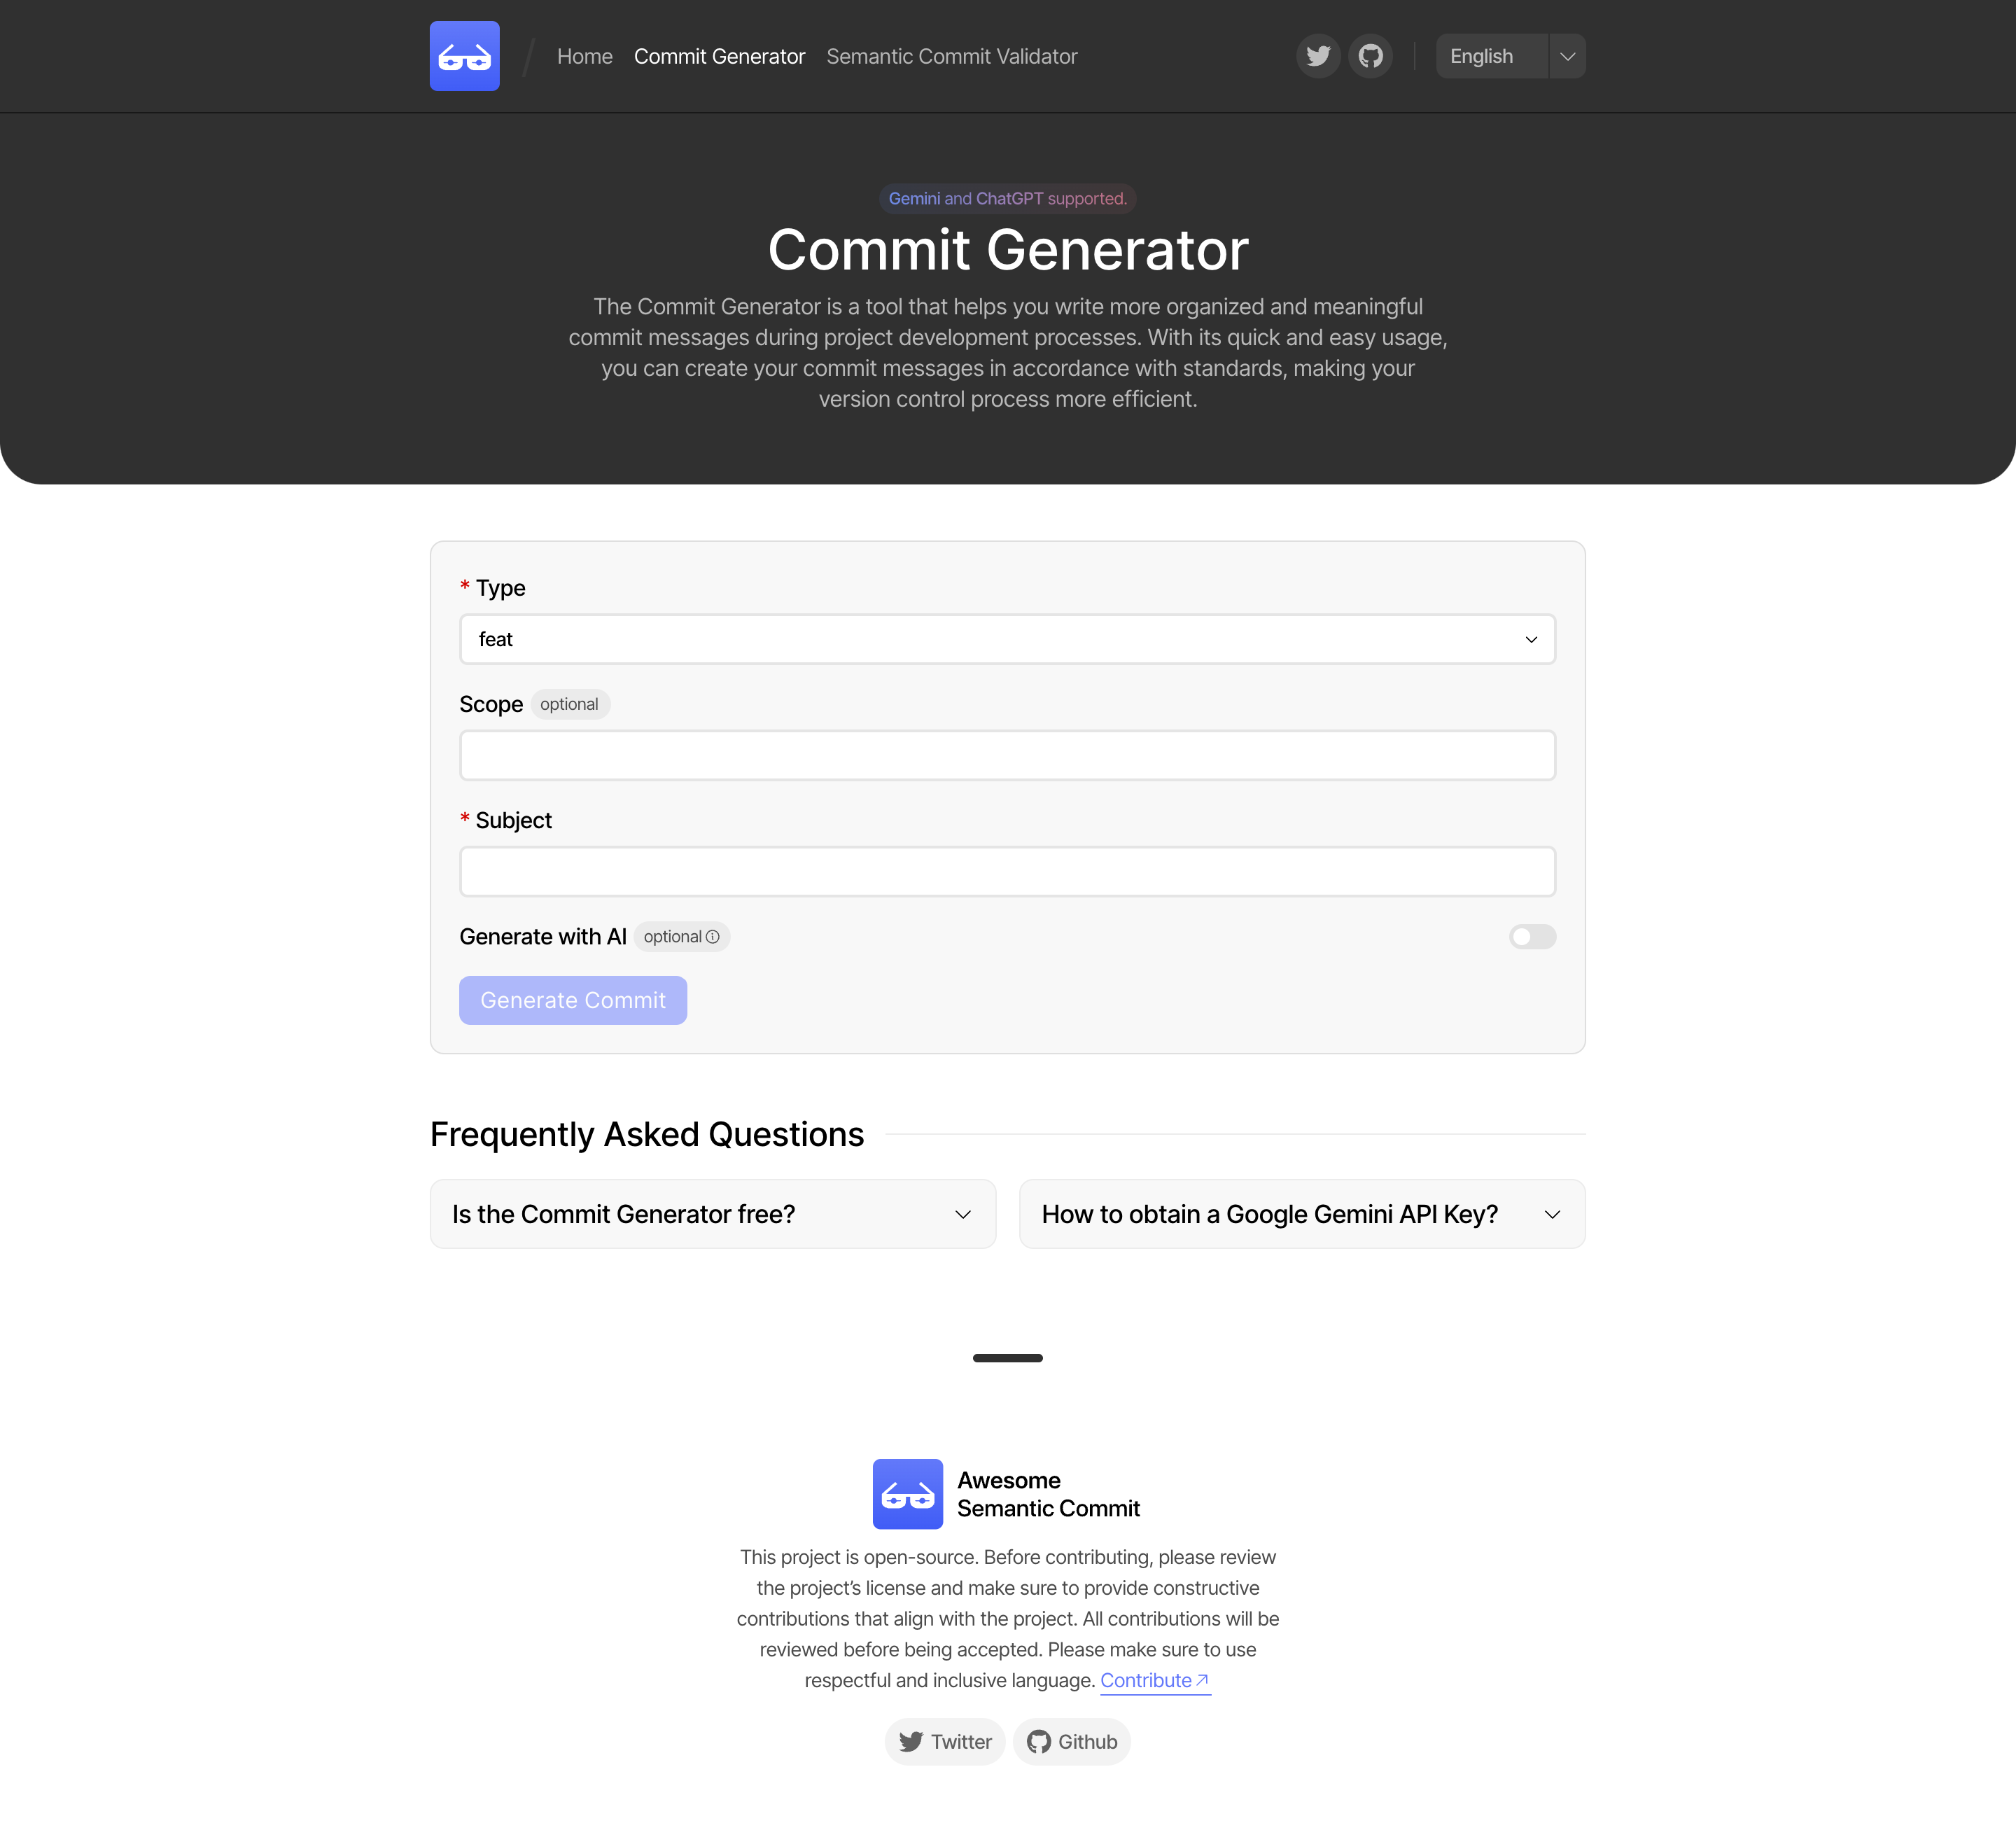 Home Commit Generator Semantic Commit Validator English
Gemini and ChatGPT supported.
Commit Generator
The Commit Generator is a tool that helps you write more organized and meaningful
commit messages during project development processes. With its quick and easy usage,
you can create your commit messages in accordance with standards, making your
version control process more efficient.
* Type
feat
Scope optional
* Subject
Generate with AI optional
Generate Commit
Frequently Asked Questions
Is the Commit Generator free?
How to obtain a Google Gemini API Key?
Awesome
Semantic Commit
This project is open-source. Before contributing, please review
the project’s license and make sure to provide constructive
contributions that align with the project. All contributions will be
reviewed before being accepted. Please make sure to use
respectful and inclusive language. Contribute
Twitter Github